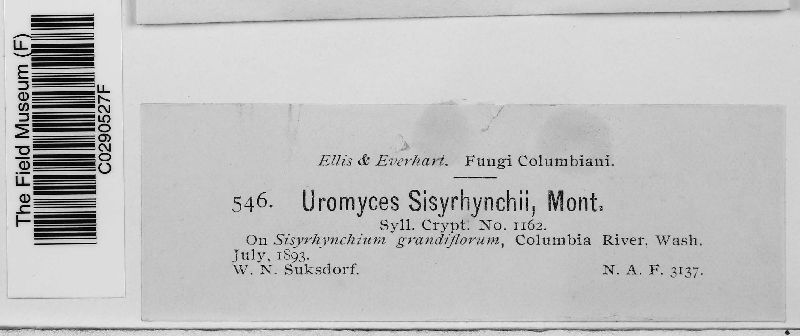 The Field Museum (F)
C0290527F
Ellis & Everhart. Fungi Columbiani.
546. Uromyces Sisyrhynchii, Mont.
Syll. Crypt. No. 1162.
On Sisyrhynchium grandiflorum, Columbia River, Wash.
July, 1893.
W. N. Suksdorf. N. A. F. 3137.